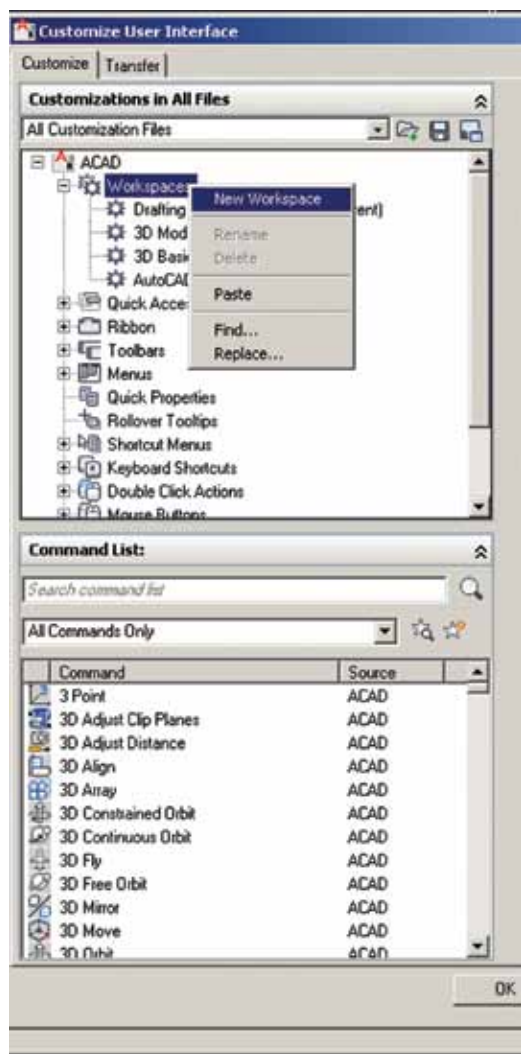 Customize User Interface
Customize Transfer
Customizations in All Files
All Customization Files
ACAD
Workspaces
New Workspace
Drafting ent)
3D Mod
Rename
3D Basi
Delete
AutoCAD
Quick Acce
Paste
Ribbon
Find...
Toolbars
Replace...
Menus
Quick Properties
Rollover Tooltips
Shortcut Menus
Keyboard Shortcuts
Double Click Actions
Mouse Buttons
Command List:
Search command list
All Commands Only
Command Source
3 Point ACAD
3D Adjust Clip Planes ACAD
3D Adjust Distance ACAD
3D Align ACAD
3D Array ACAD
3D Constrained Orbit ACAD
3D Continuous Orbit ACAD
3D Fly ACAD
3D Free Orbit ACAD
3D Mirror ACAD
3D Move ACAD
3D Orbit ACAD
OK